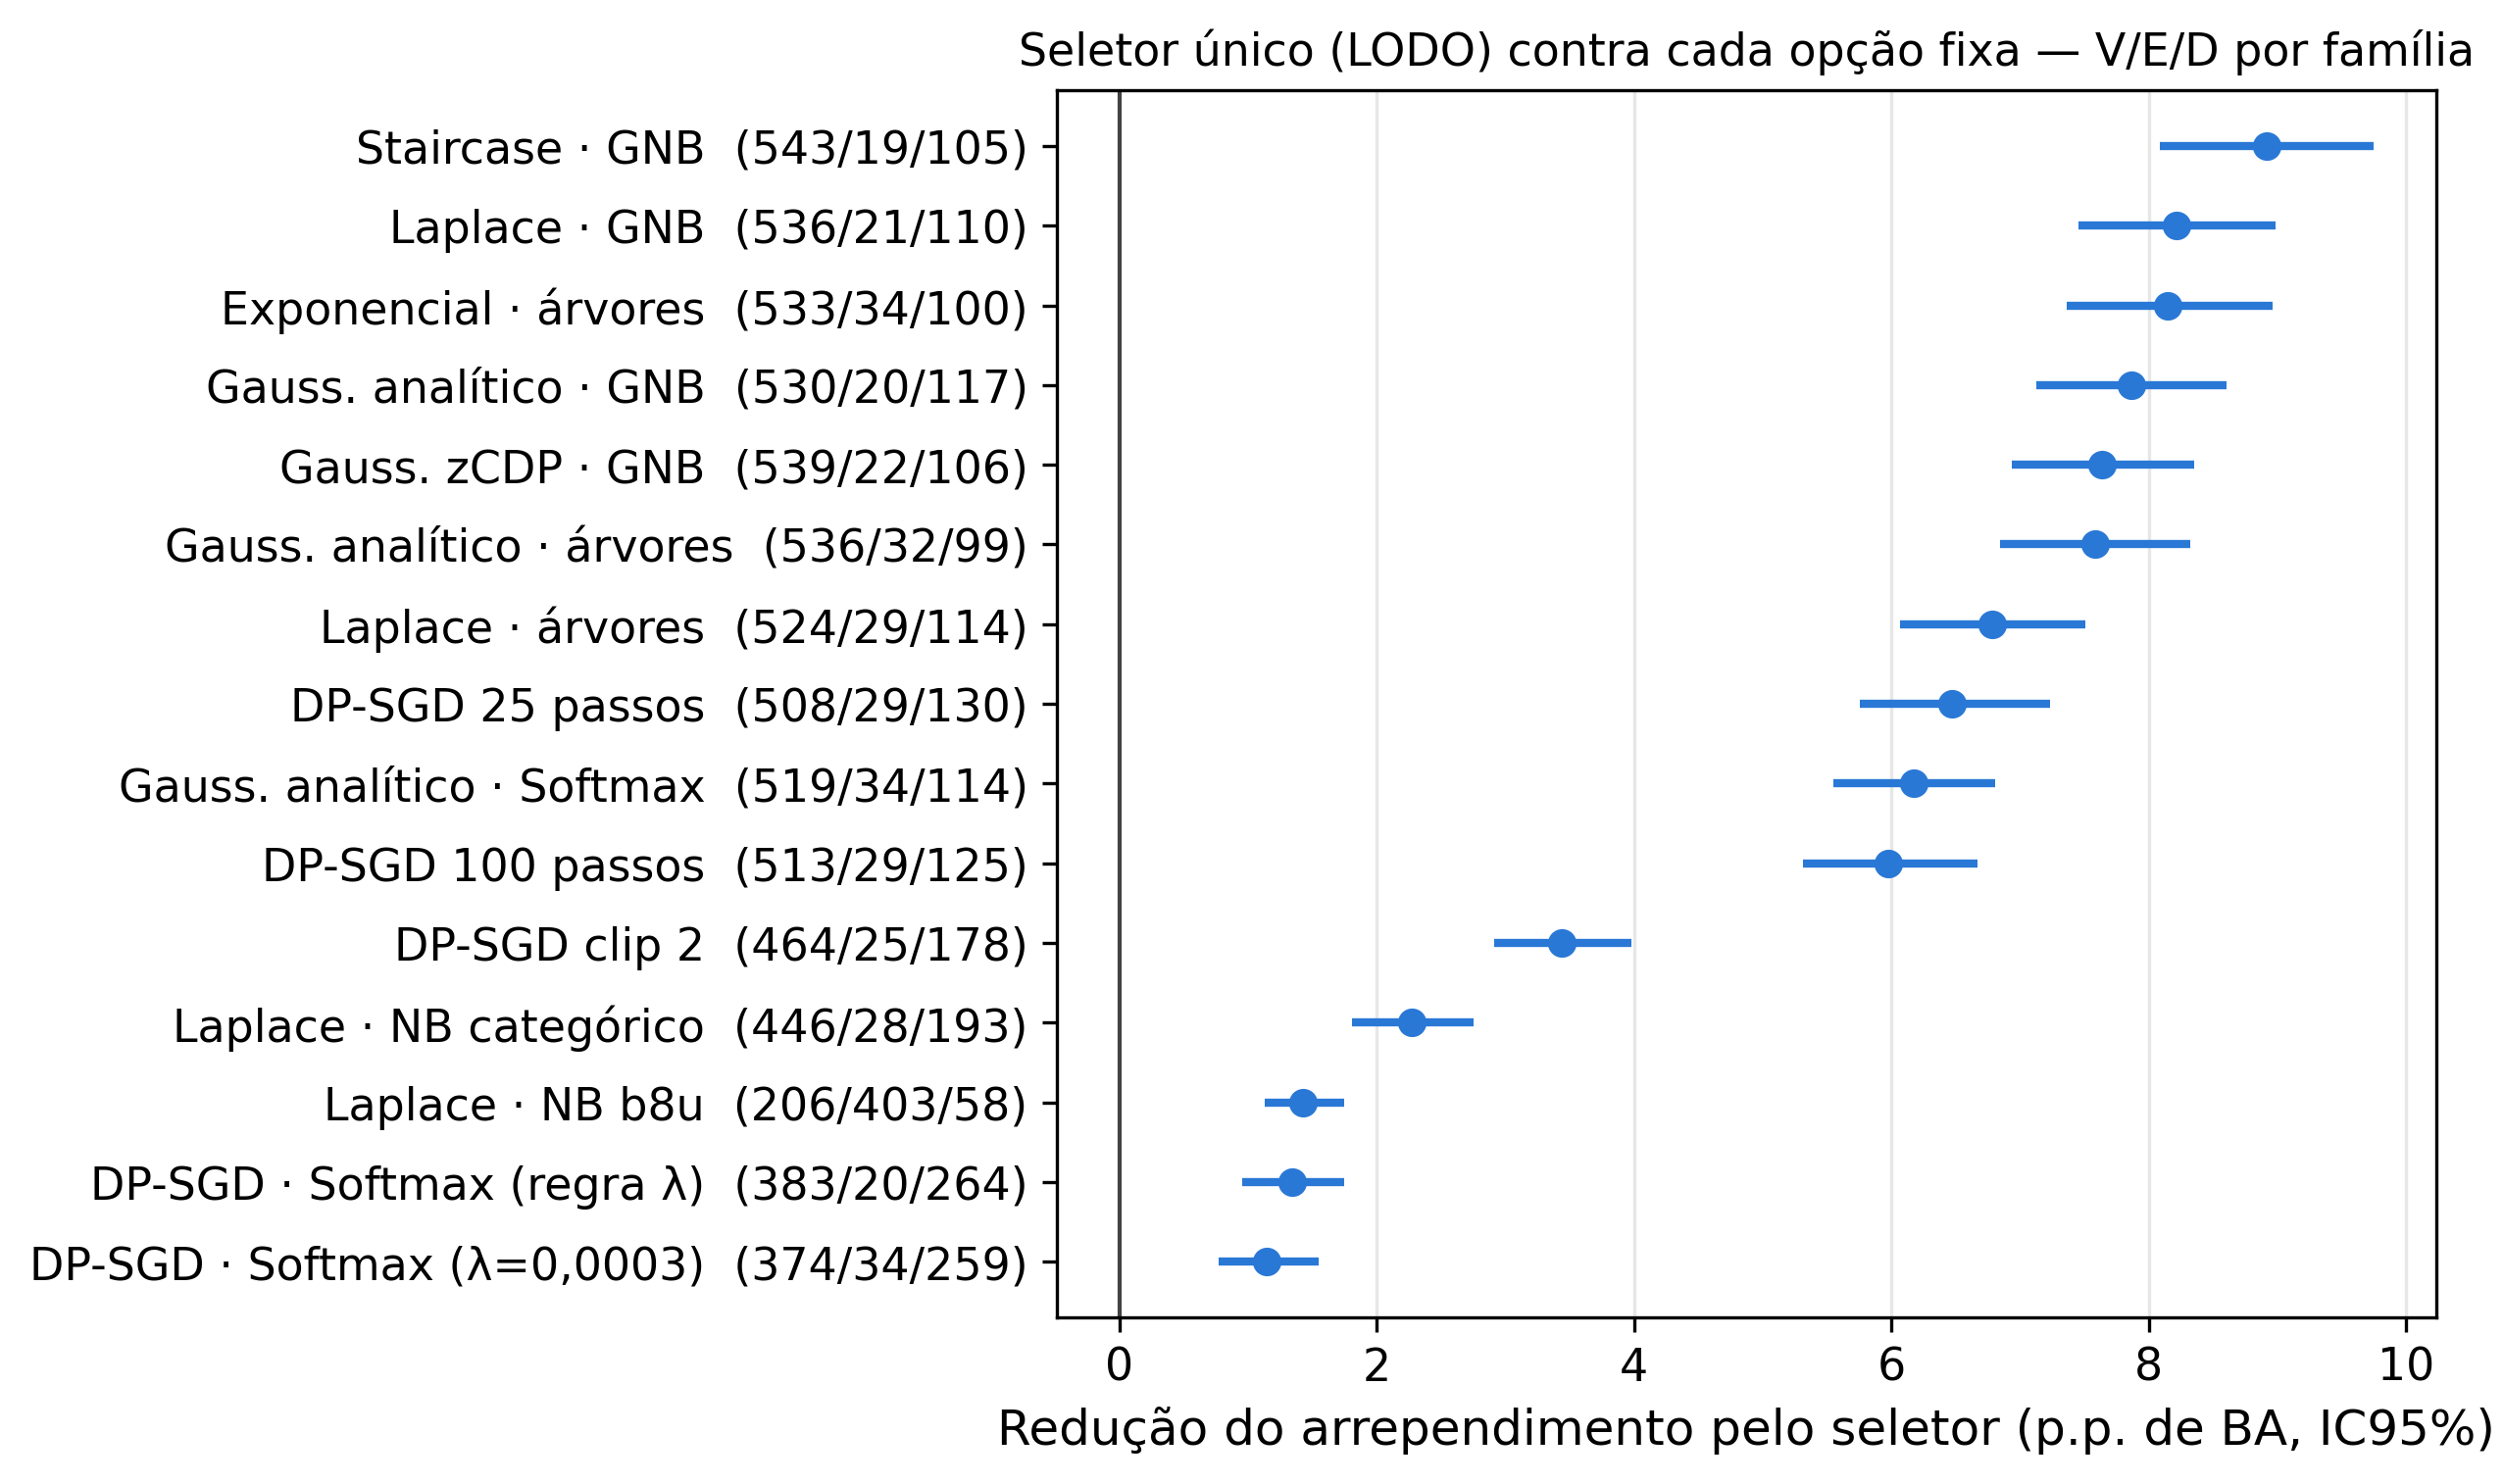 Seletor único (LODO) contra cada opção fixa — V/E/D por família
Staircase · GNB (543/19/105)
Laplace · GNB (536/21/110)
Exponencial · árvores (533/34/100)
Gauss. analítico · GNB (530/20/117)
Gauss. zCDP · GNB (539/22/106)
Gauss. analítico · árvores (536/32/99)
Laplace · árvores (524/29/114)
DP-SGD 25 passos (508/29/130)
Gauss. analítico · Softmax (519/34/114)
DP-SGD 100 passos (513/29/125)
DP-SGD clip 2 (464/25/178)
Laplace · NB categórico (446/28/193)
Laplace · NB b8u (206/403/58)
DP-SGD · Softmax (regra λ) (383/20/264)
DP-SGD · Softmax (λ=0,0003) (374/34/259)
0 2 4 6 8 10
Redução do arrependimento pelo seletor (p.p. de BA, IC95%)